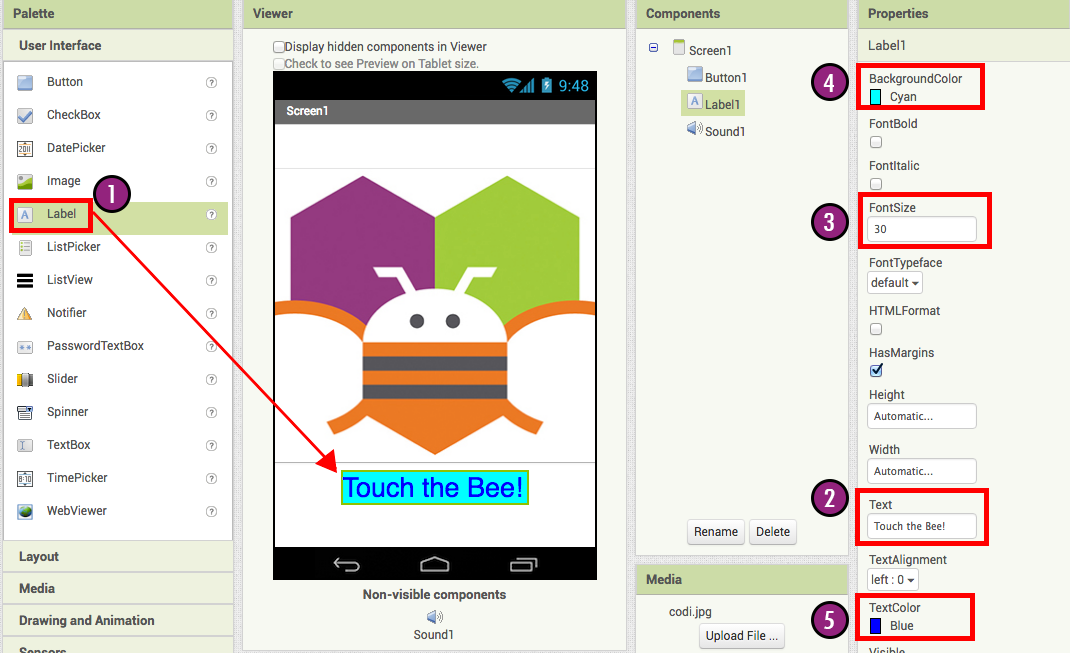 Palette
User Interface
Button ?
CheckBox ?
DatePicker ?
Image ?
1
A Label ?
ListPicker ?
ListView ?
Notifier ?
PasswordTextBox ?
Slider ?
Spinner ?
TextBox ?
TimePicker ?
WebViewer ?
Layout
Media
Drawing and Animation
Sensors
Viewer
Display hidden components in Viewer
Check to see Preview on Tablet size.
9:48
Screen1
Touch the Bee!
Non-visible components
Sound1
Components
Screen1
Button1
A Label1
Sound1
Rename Delete
Media
codi.jpg
Upload File ...
Properties
Label1
4
BackgroundColor
Cyan
FontBold
FontItalic
3
FontSize
30
FontTypeface
default
HTMLFormat
HasMargins
Height
Automatic...
Width
Automatic...
2
Text
Touch the Bee!
TextAlignment
left : 0
5
TextColor
Blue
Visible